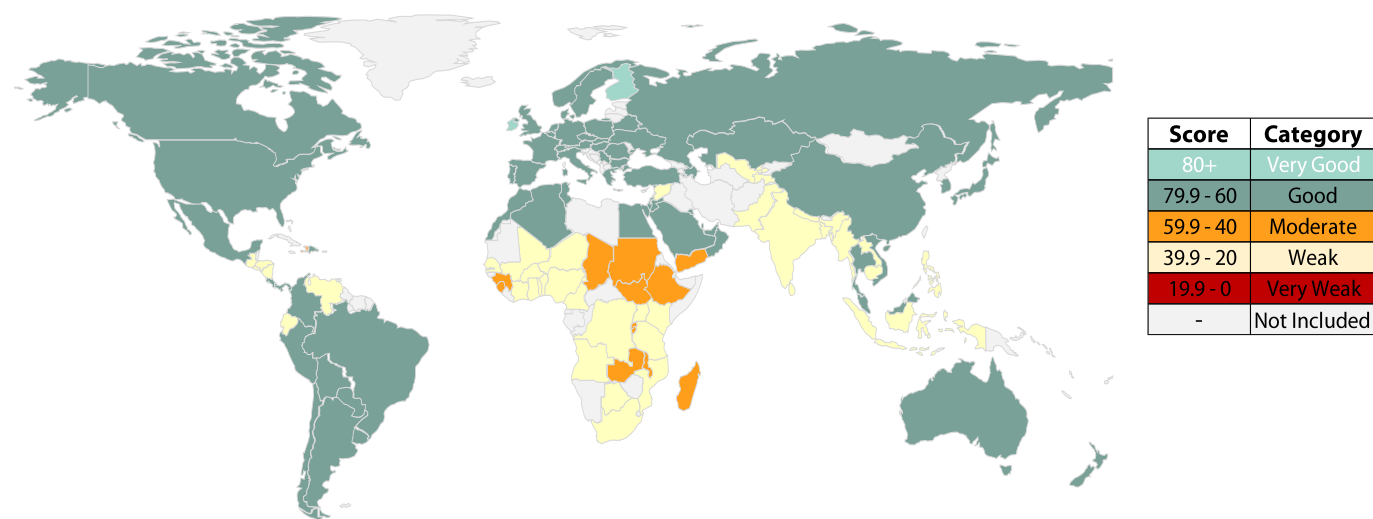 Score Category
80+ Very Good
79.9 - 60 Good
59.9 - 40 Moderate
39.9 - 20 Weak
19.9 - 0 Very Weak
- Not Included